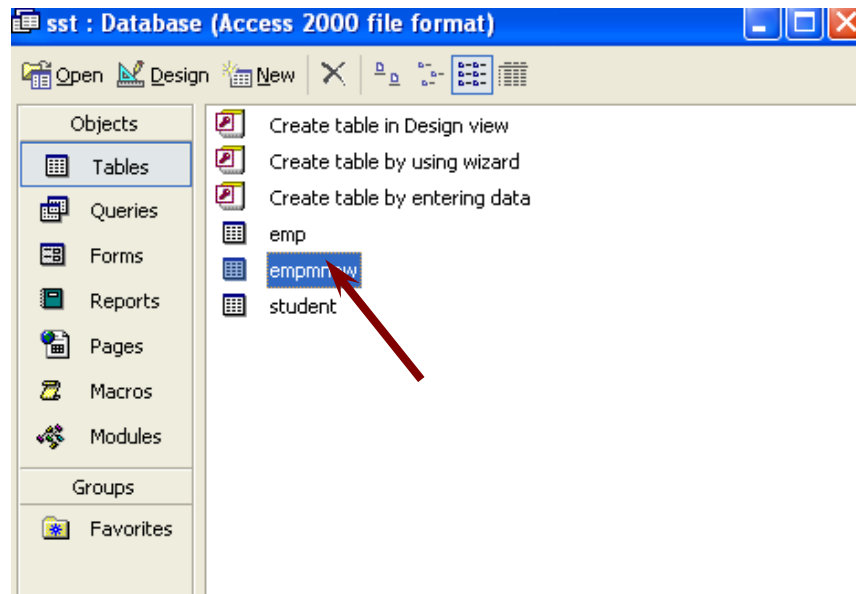 sst : Database (Access 2000 file format)
Open Design New
Objects
Tables
Queries
Forms
Reports
Pages
Macros
Modules
Groups
Favorites
Create table in Design view
Create table by using wizard
Create table by entering data
emp
student